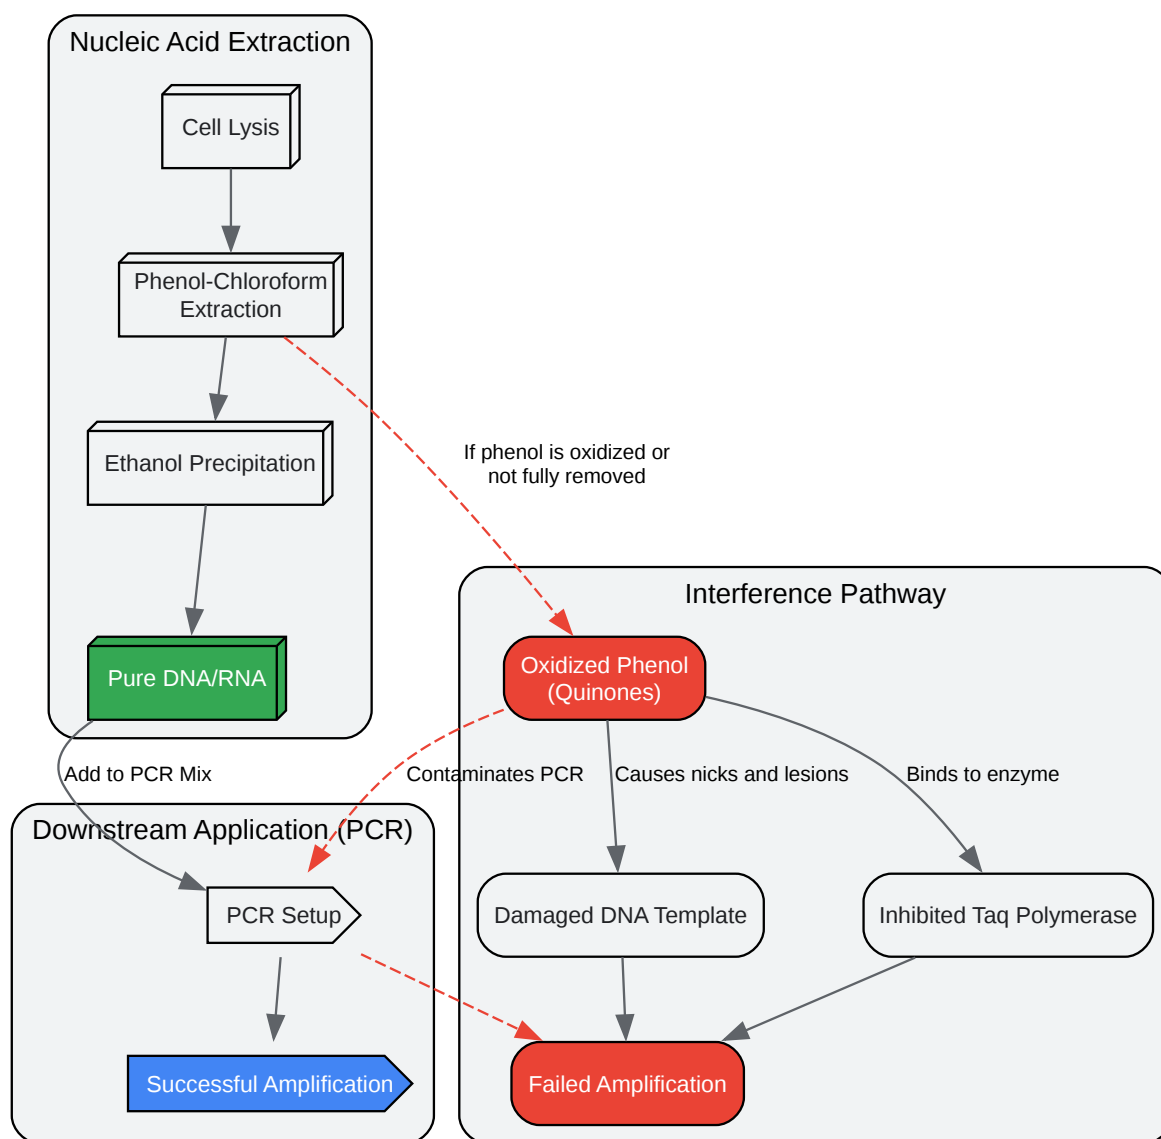 Nucleic Acid Extraction
Cell Lysis
Phenol-Chloroform
Extraction
Ethanol Precipitation
If phenol is oxidized or
not fully removed
Pure DNA/RNA
Interference Pathway
Oxidized Phenol
(Quinones)
Add to PCR Mix
Contaminates PCR
Causes nicks and lesions
Binds to enzyme
Downstream Application (PCR)
PCR Setup
Damaged DNA Template
Inhibited Taq Polymerase
Successful Amplification
Failed Amplification